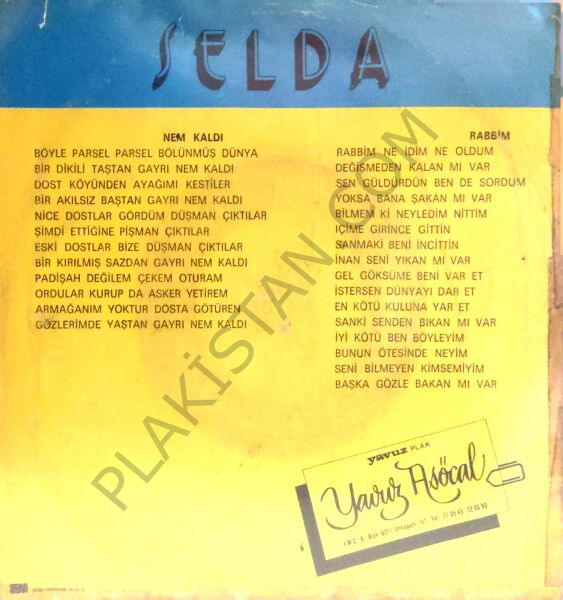 SELDA
NEM KALDI
BÖYLE PARSEL PARSEL BÖLÜNMÜŞ DÜNYA
BİR DİKİLİ TAŞTAN GAYRI NEM KALDI
DOST KÖYÜNDEN AYAĞIMI KESTİLER
BİR AKILSIZ BAŞTAN GAYRI NEM KALDI
NİCE DOSTLAR GÖRDÜM DÜŞMAN ÇIKTILAR
ŞİMDİ ETTİĞİNE PİŞMAN ÇIKTILAR
ESKİ DOSTLAR BİZE DÜŞMAN ÇIKTILAR
BİR KIRILMIŞ SAZDAN GAYRI NEM KALDI
PADİŞAH DEĞİLEM ÇEKEM OTURAM
ORDULAR KURUP DA ASKER YETİREM
ARMAĞANIM YOKTUR DOSTA GÖTÜREN
GÖZLERİMDE YAŞTAN GAYRI NEM KALDI
RABBİM
RABBİM NE İDİM NE OLDUM
DEĞİŞMEDEN KALAN MI VAR
SEN GÜLDÜRDÜN BEN DE SORDUM
YOKSA BANA ŞAKAN MI VAR
BİLMEM Kİ NEYLEDİM NİTTİM
İÇİME GİRİNCE GİTTİN
SANMAKİ BENİ İNCİTTİN
İNAN SENİ YIKAN MI VAR
GEL GÖKSÜME BENİ VAR ET
İSTERSEN DÜNYAYI DAR ET
EN KÖTÜ KULUNA YAR ET
SANKİ SENDEN BIKAN MI VAR
İYİ KÖTÜ BEN BÖYLEYİM
BUNUN ÖTESİNDE NEYİM
SENİ BİLMEYEN KİMSEMİYİM
BAŞKA GÖZLE BAKAN MI VAR
yavuz PLAK
Yavuz Asöcal
PLAKİSTAN.COM